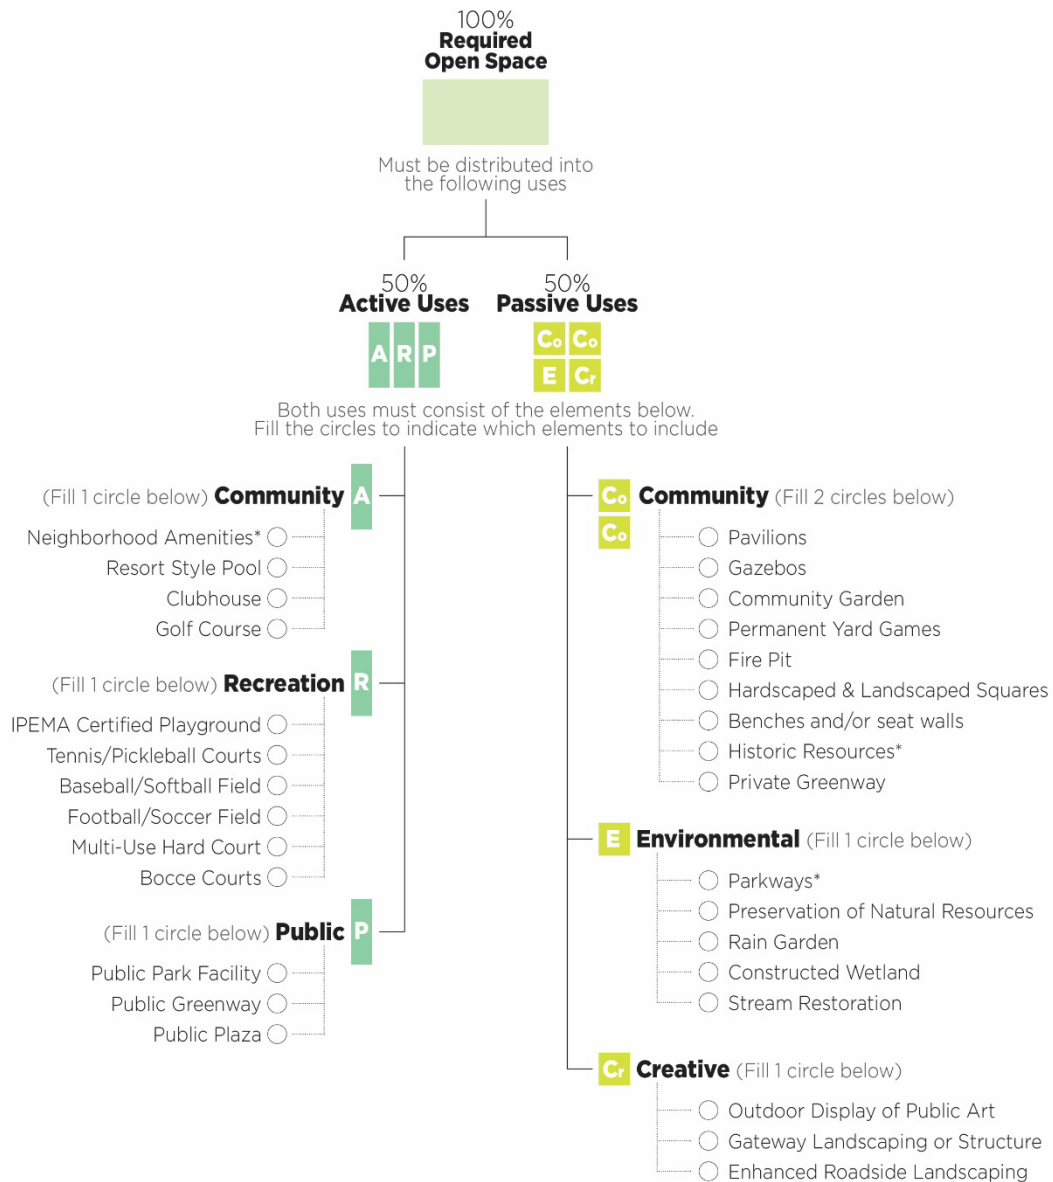 100%
Required
Open Space
Must be distributed into
the following uses
50%
Active Uses
A R P
50%
Passive Uses
Co Co
E Cr
Both uses must consist of the elements below.
Fill the circles to indicate which elements to include
(Fill 1 circle below) Community A
Neighborhood Amenities*
Resort Style Pool
Clubhouse
Golf Course
(Fill 1 circle below) Recreation R
IPEMA Certified Playground
Tennis/Pickleball Courts
Baseball/Softball Field
Football/Soccer Field
Multi-Use Hard Court
Bocce Courts
(Fill 1 circle below) Public P
Public Park Facility
Public Greenway
Public Plaza
Co Community (Fill 2 circles below)
Co
Pavilions
Gazebos
Community Garden
Permanent Yard Games
Fire Pit
Hardscaped & Landscaped Squares
Benches and/or seat walls
Historic Resources*
Private Greenway
E Environmental (Fill 1 circle below)
Parkways*
Preservation of Natural Resources
Rain Garden
Constructed Wetland
Stream Restoration
Cr Creative (Fill 1 circle below)
Outdoor Display of Public Art
Gateway Landscaping or Structure
Enhanced Roadside Landscaping